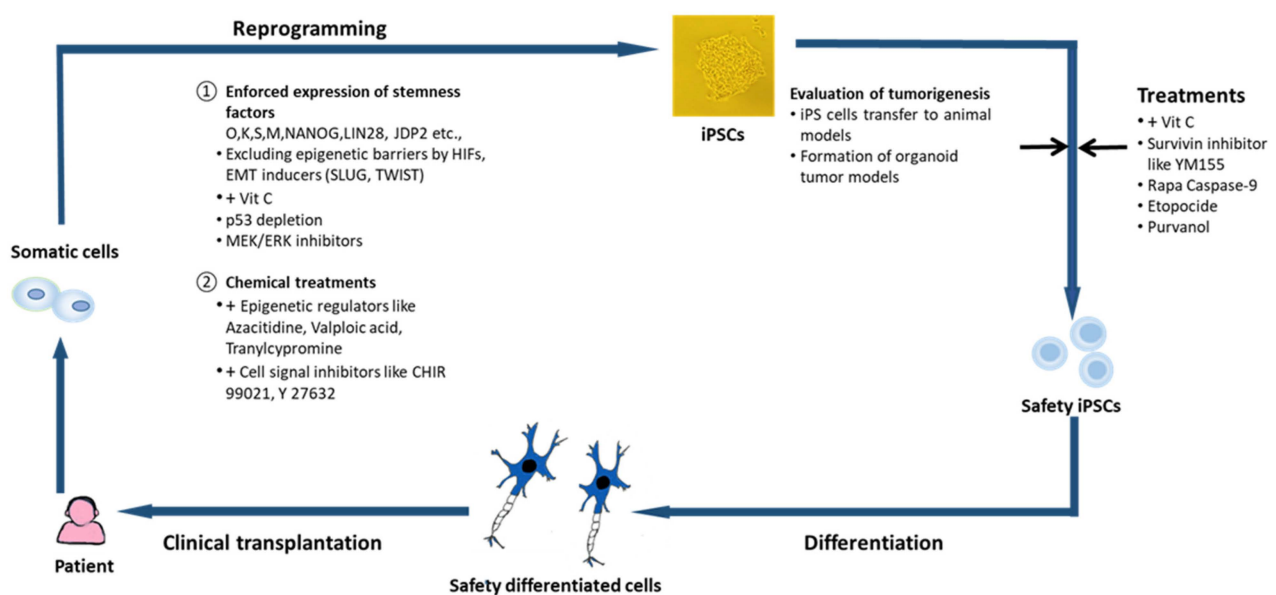 Reprogramming
① Enforced expression of stemness
factors
O,K,S,M,NANOG,LIN28, JDP2 etc.,
• Excluding epigenetic barriers by HIFs,
EMT inducers (SLUG, TWIST)
• + Vit C
• p53 depletion
• MEK/ERK inhibitors
② Chemical treatments
• + Epigenetic regulators like
Azacitidine, Valploic acid,
Tranylcypromine
• + Cell signal inhibitors like CHIR
99021, Y 27632
iPSCs
Evaluation of tumorigenesis
• iPS cells transfer to animal
models
• Formation of organoid
tumor models
Treatments
• + Vit C
• Survivin inhibitor
like YM155
• Rapa Caspase-9
• Etopocide
• Purvanol
Somatic cells
Safety iPSCs
Differentiation
Safety differentiated cells
Clinical transplantation
Patient